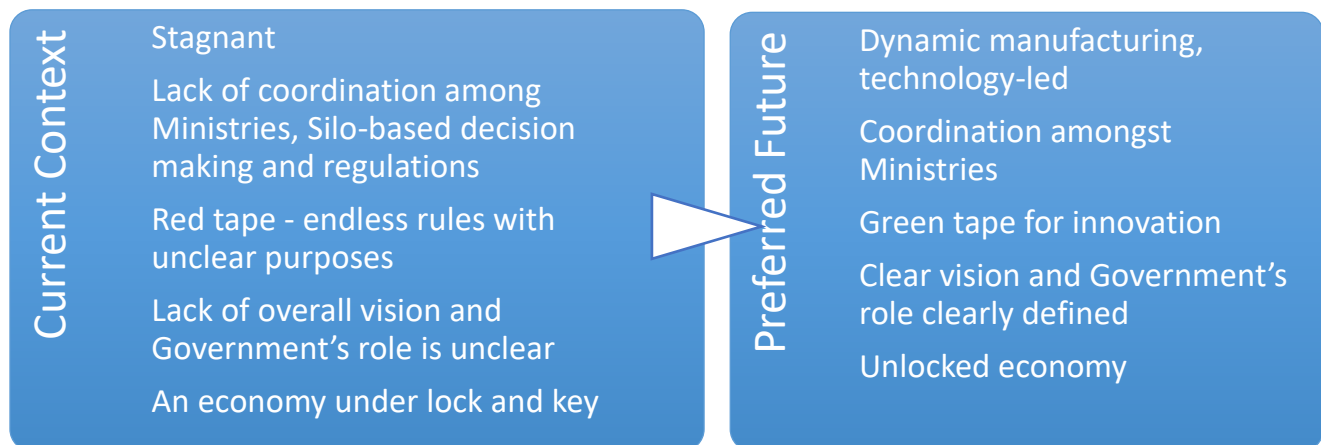 Current Context
Stagnant
Lack of coordination among
Ministries, Silo-based decision
making and regulations
Red tape - endless rules with
unclear purposes
Lack of overall vision and
Government’s role is unclear
An economy under lock and key
Preferred Future
Dynamic manufacturing,
technology-led
Coordination amongst
Ministries
Green tape for innovation
Clear vision and Government’s
role clearly defined
Unlocked economy